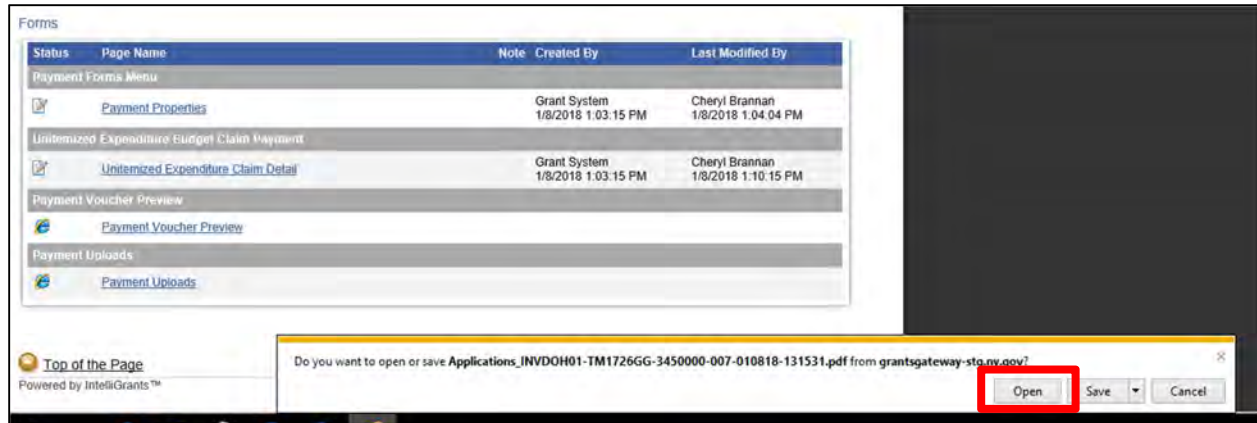 Forms
Status Page Name Note Created By Last Modified By
Payment Forms Menu
Payment Properties Grant System Cheryl Brannan
1/8/2018 1:03:15 PM 1/8/2018 1:04:04 PM
Unitemized Expenditure Budget Claim Payment
Unitemized Expenditure Claim Detail Grant System Cheryl Brannan
1/8/2018 1:03:15 PM 1/8/2018 1:10:15 PM
Payment Voucher Preview
Payment Voucher Preview
Payment Uploads
Payment Uploads
Top of the Page
Powered by IntelliGrants™
Do you want to open or save Applications_INVDOH01-TM1726GG-3450000-007-010818-131531.pdf from grantsgateway-stg.ny.gov?
Open Save Cancel